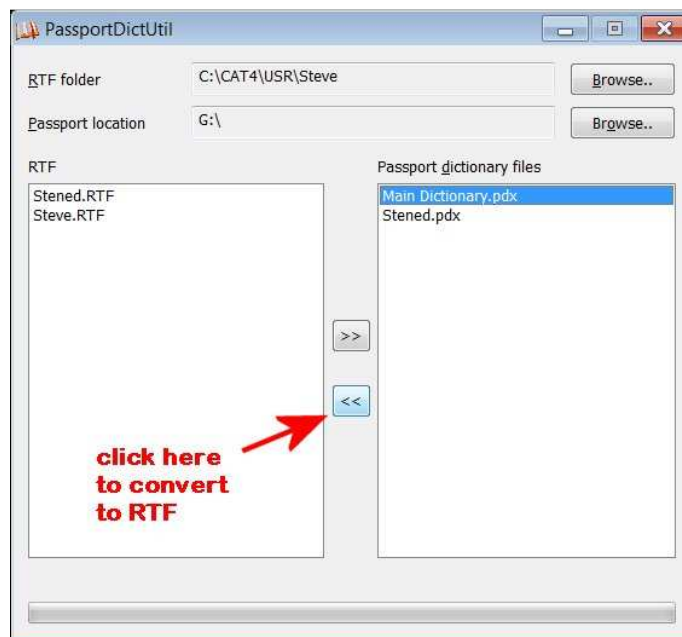 PassportDictUtil
RTF folder
C:\CAT4\USR\Steve
Browse..
Passport location
G:\
Browse..
RTF
Passport dictionary files
Stened.RTF
Steve.RTF
Main Dictionary.pdx
Stened.pdx
>>
<<
click here
to convert
to RTF